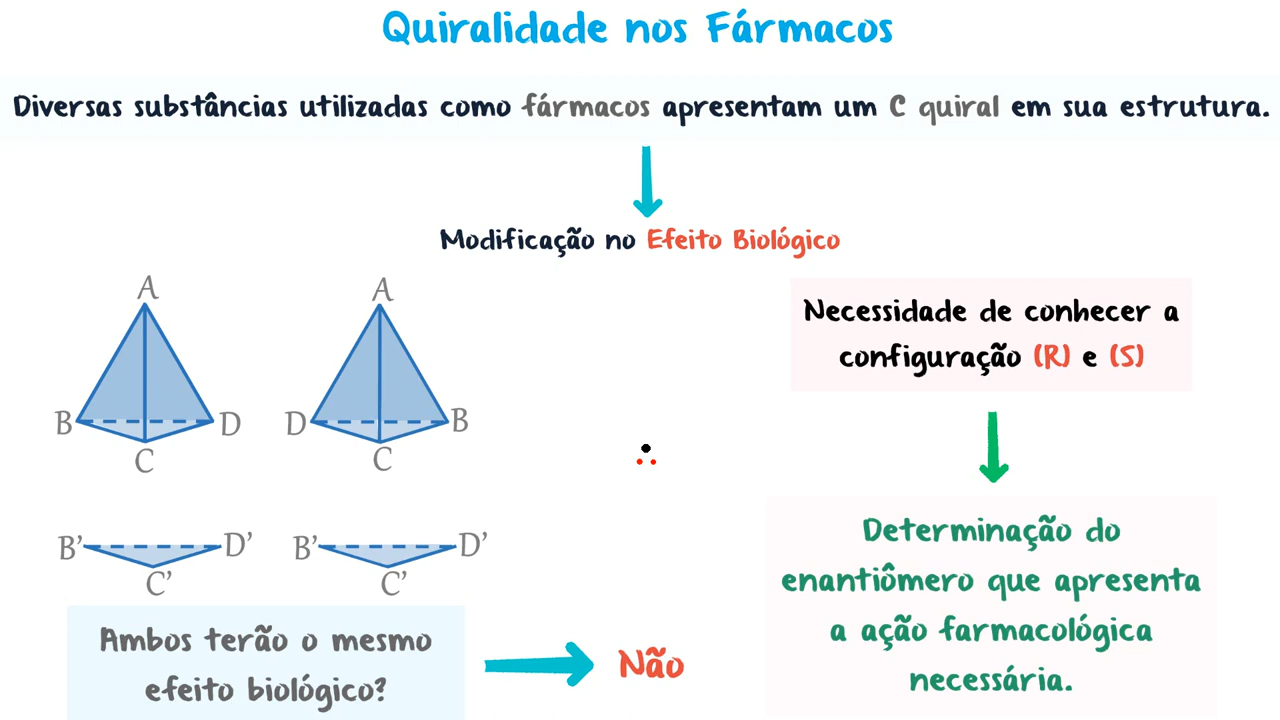 Quiralidade nos Fármacos
Diversas substâncias utilizadas como fármacos apresentam um C quiral em sua estrutura.
Modificação no Efeito Biológico
A
B
D
C
A
D
B
C
B'
D'
C'
B'
D'
C'
Ambos terão o mesmo
efeito biológico?
Não
Necessidade de conhecer a
configuração (R) e (S)
Determinação do
enantiômero que apresenta
a ação farmacológica
necessária.